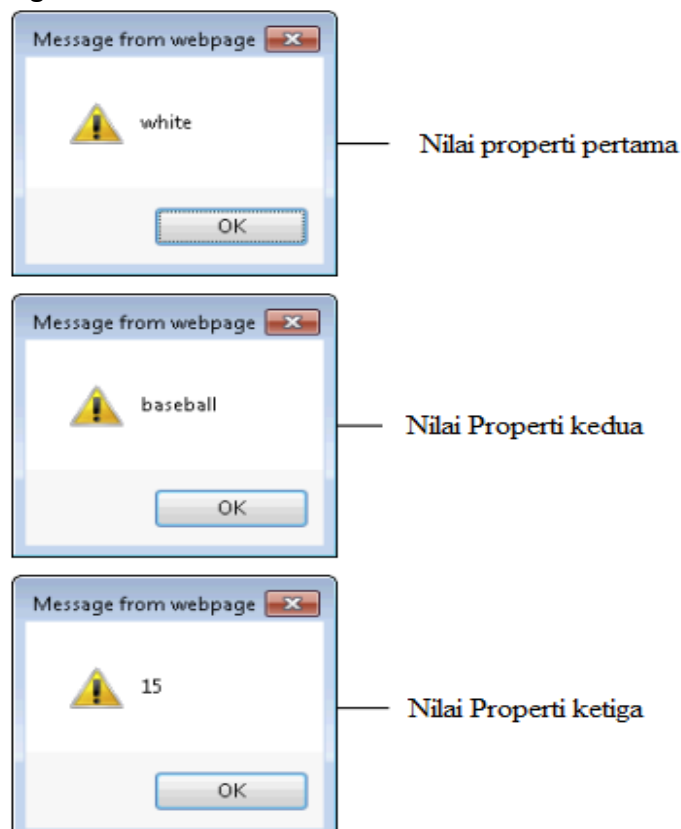 Message from webpage
white
Nilai properti pertama
OK
Message from webpage
baseball
Nilai Properti kedua
OK
Message from webpage
15
Nilai Properti ketiga
OK